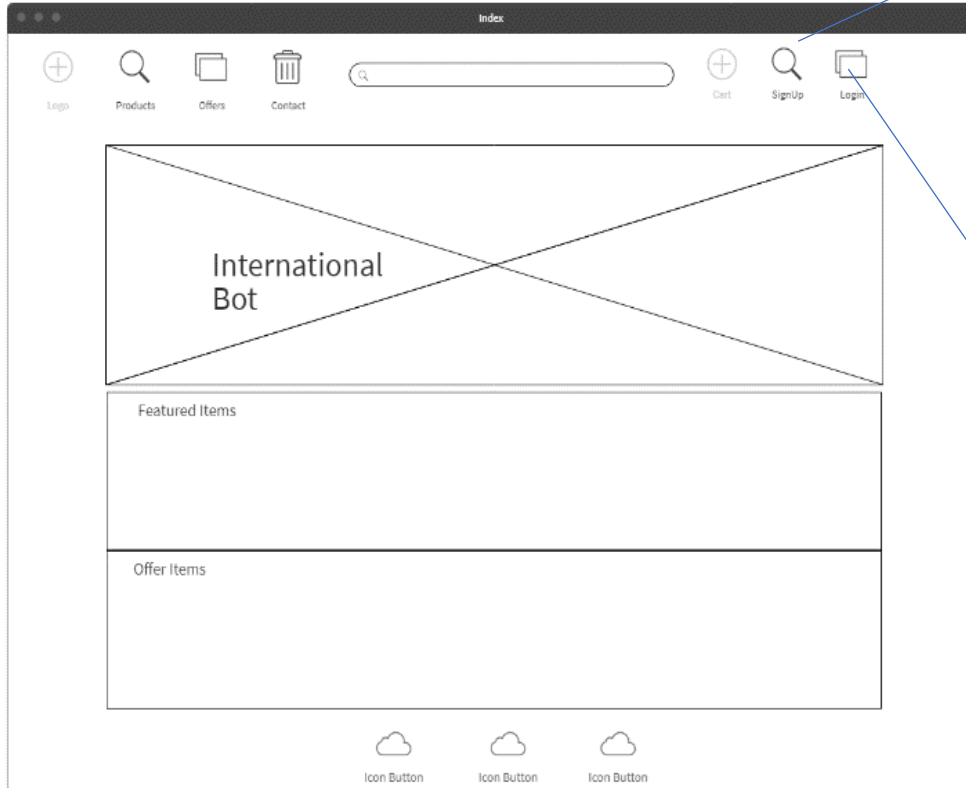 Index
Logo
Products
Offers
Contact
Cart
SignUp
Login
International
Bot
Featured Items
Offer Items
Icon Button
Icon Button
Icon Button